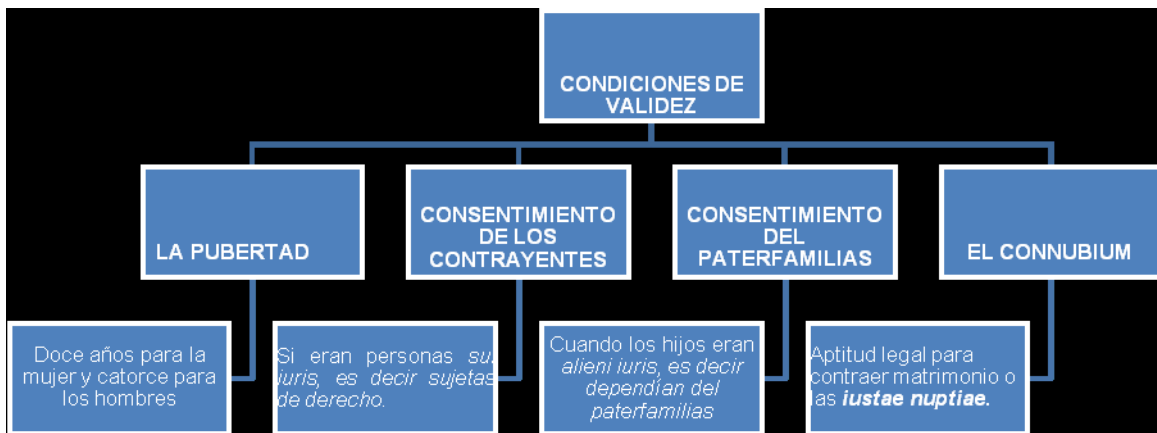 CONDICIONES DE
VALIDEZ
LA PUBERTAD
CONSENTIMIENTO
DE LOS
CONTRAYENTES
CONSENTIMIENTO
DEL
PATERFAMILIAS
EL CONNUBIUM
Doce años para la
mujer y catorce para
los hombres
Si eran personas su
iuris, es decir sujetas
de derecho.
Cuando los hijos eran
alieni iuris, es decir
dependían del
paterfamilias
Aptitud legal para
contraer matrimonio o
las iustae nuptiae.